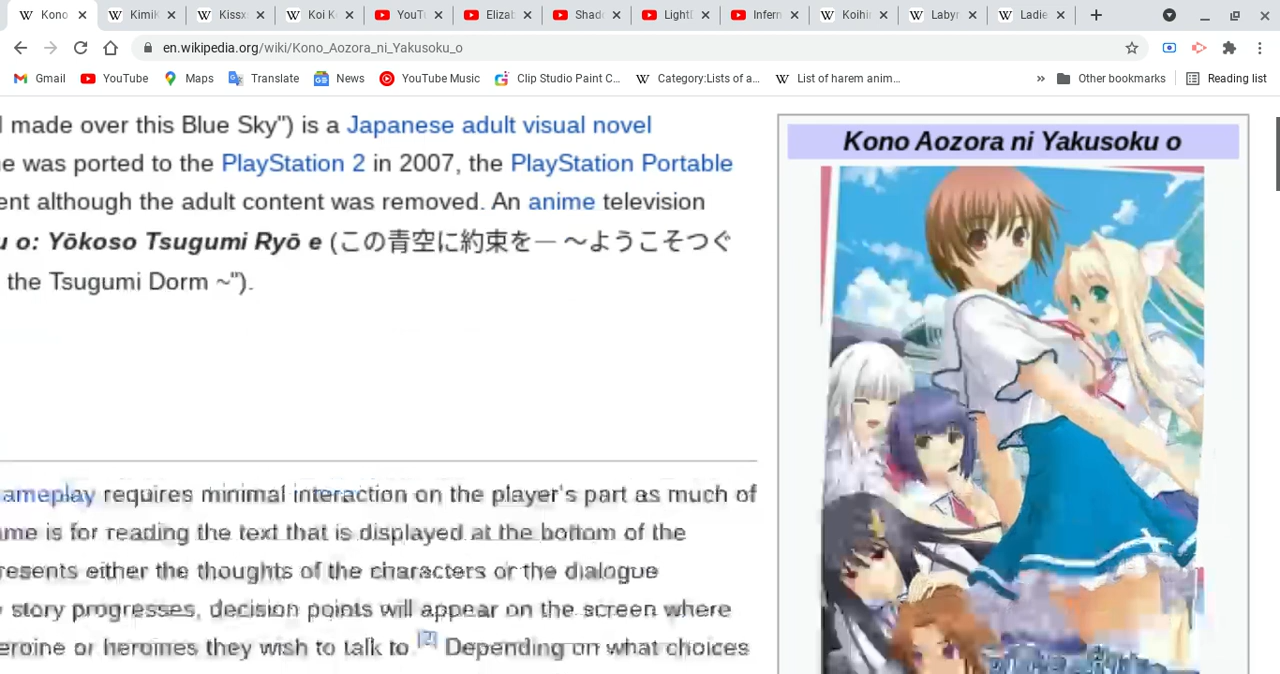 Kono
KimiK
Kissx
Koi K
YouTu
Elizab
Shado
Light
Infern
Koihin
Labyr
Ladie
en.wikipedia.org/wiki/Kono_Aozora_ni_Yakusoku_o
Gmail
YouTube
Maps
Translate
News
YouTube Music
Clip Studio Paint C...
Category:Lists of a...
List of harem anim...
»
Other bookmarks
Reading list
made over this Blue Sky") is a Japanese adult visual novel
e was ported to the PlayStation 2 in 2007, the PlayStation Portable
ent although the adult content was removed. An anime television
u o: Yōkoso Tsugumi Ryō e (この青空に約束を— ～ようこそつぐ
the Tsugumi Dorm ~").
ameplay requires minimal interaction on the player's part as much of
me is for reading the text that is displayed at the bottom of the
resents either the thoughts of the characters or the dialogue
story progresses, decision points will appear on the screen where
eroine or heroines they wish to talk to.[2] Depending on what choices
Kono Aozora ni Yakusoku o